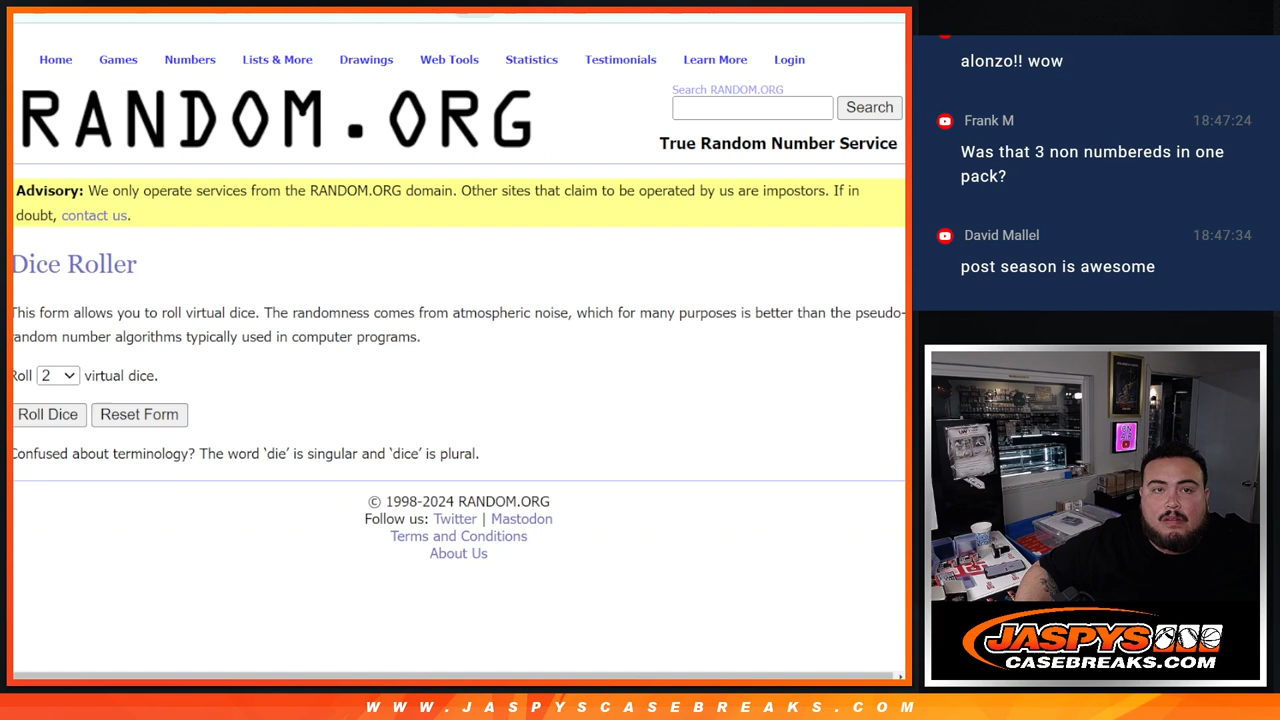 Home Games Numbers Lists & More Drawings Web Tools Statistics Testimonials Learn More Login
RANDOM.ORG
Search RANDOM.ORG
Search
True Random Number Service
Advisory: We only operate services from the RANDOM.ORG domain. Other sites that claim to be operated by us are impostors. If in
doubt, contact us.
Dice Roller
This form allows you to roll virtual dice. The randomness comes from atmospheric noise, which for many purposes is better than the pseudo-
random number algorithms typically used in computer programs.
Roll 2 virtual dice.
Roll Dice Reset Form
Confused about terminology? The word ‘die’ is singular and ‘dice’ is plural.
© 1998-2024 RANDOM.ORG
Follow us: Twitter | Mastodon
Terms and Conditions
About Us
alonzo!! wow
Frank M 18:47:24
Was that 3 non numbereds in one
pack?
David Mallel 18:47:34
post season is awesome
JASPYS
CASEBREAKS.COM
WWW.JASPYSCASEBREAKS.COM